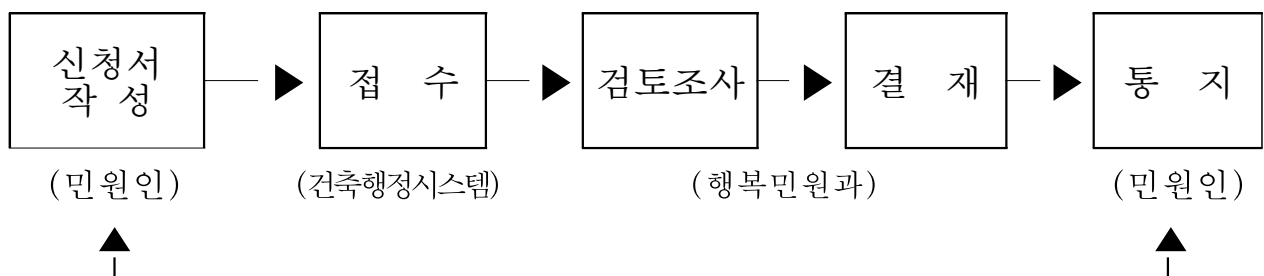 신청서
작 성
접 수
검토조사
결 재
통 지
(민원인)
(건축행정시스템)
(행복민원과)
(민원인)